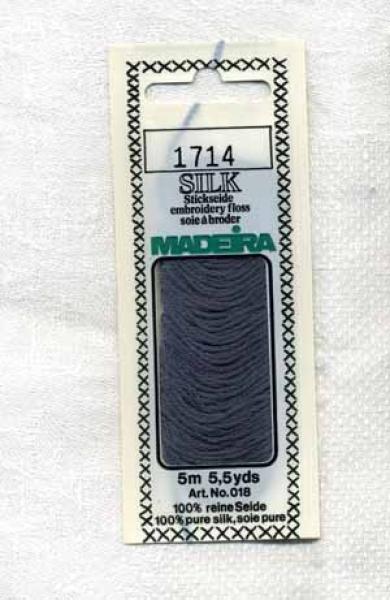 1714
SILK
Stickseide
embroidery floss
soie à broder
MADEIRA
5m 5,5yds
Art. No. 018
100% reine Seide
100% pure silk, soie pure